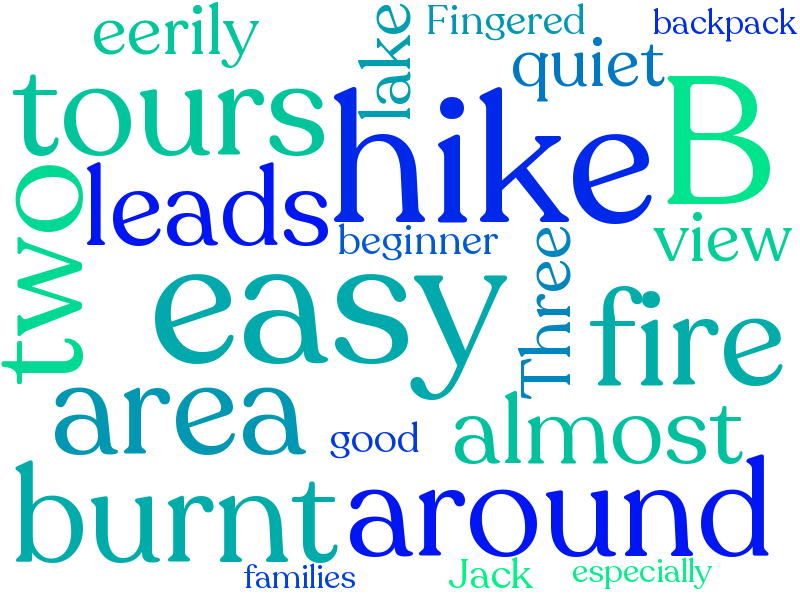 eerily
lake
Fingered
backpack
quiet
tours
hike
B
two
leads
beginner
view
easy
Three
fire
area
good
almost
burnt
around
families
Jack
especially